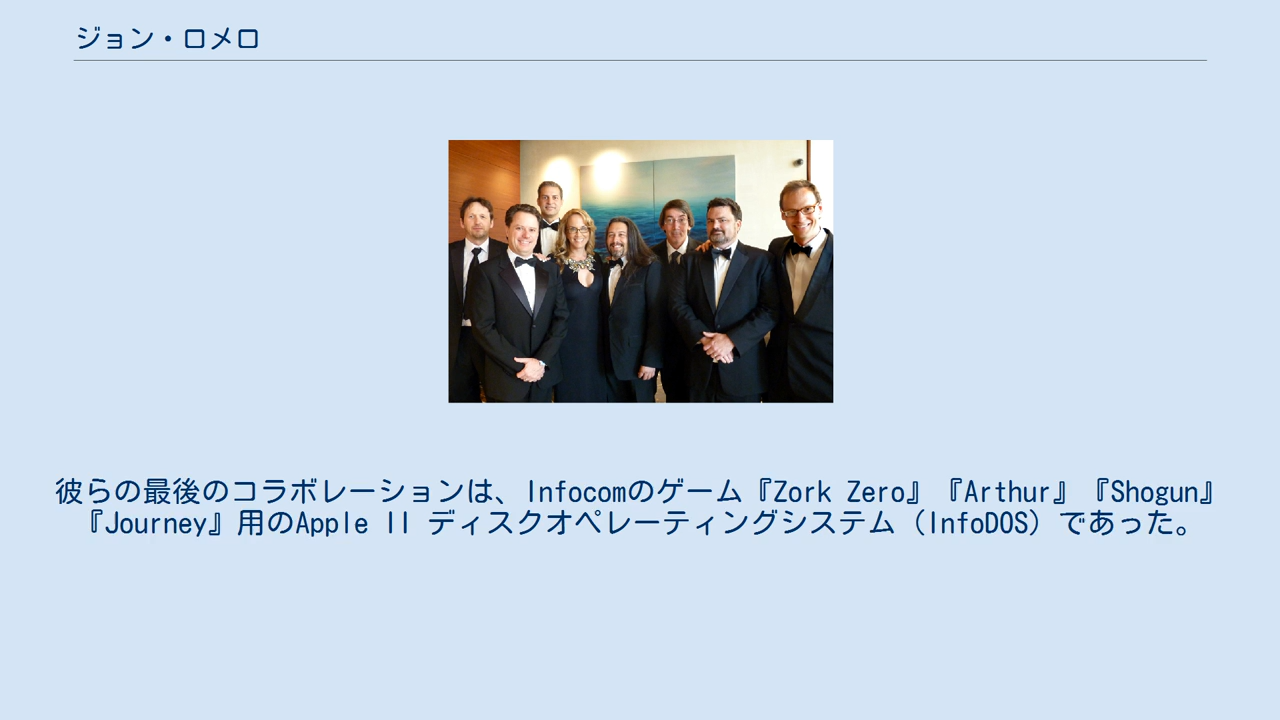 ジョン・ロメロ
彼らの最後のコラボレーションは、Infocomのゲーム『Zork Zero』『Arthur』『Shogun』
『Journey』用のApple II ディスクオペレーティングシステム（InfoDOS）であった。